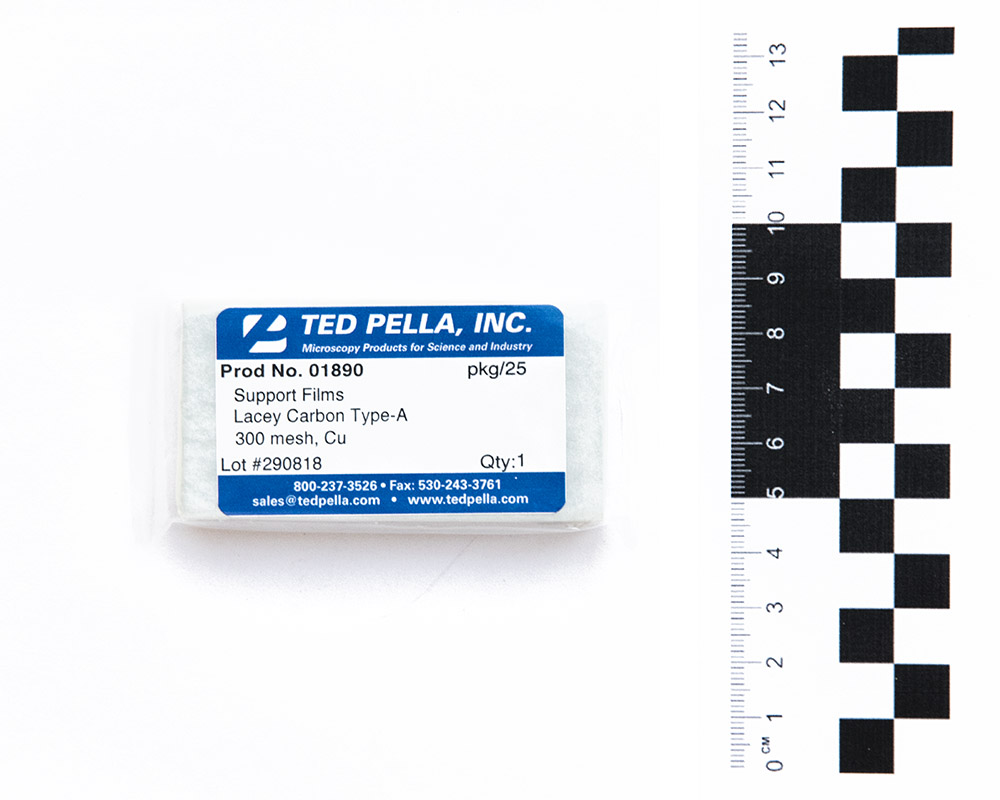 TED PELLA, INC.
Microscopy Products for Science and Industry
Prod No. 01890 pkg/25
Support Films
Lacey Carbon Type-A
300 mesh, Cu
Lot #290818 Qty:1
800-237-3526 • Fax: 530-243-3761
sales@tedpella.com • www.tedpella.com
13
12
11
10
9
8
7
6
5
4
3
2
1
CM
0